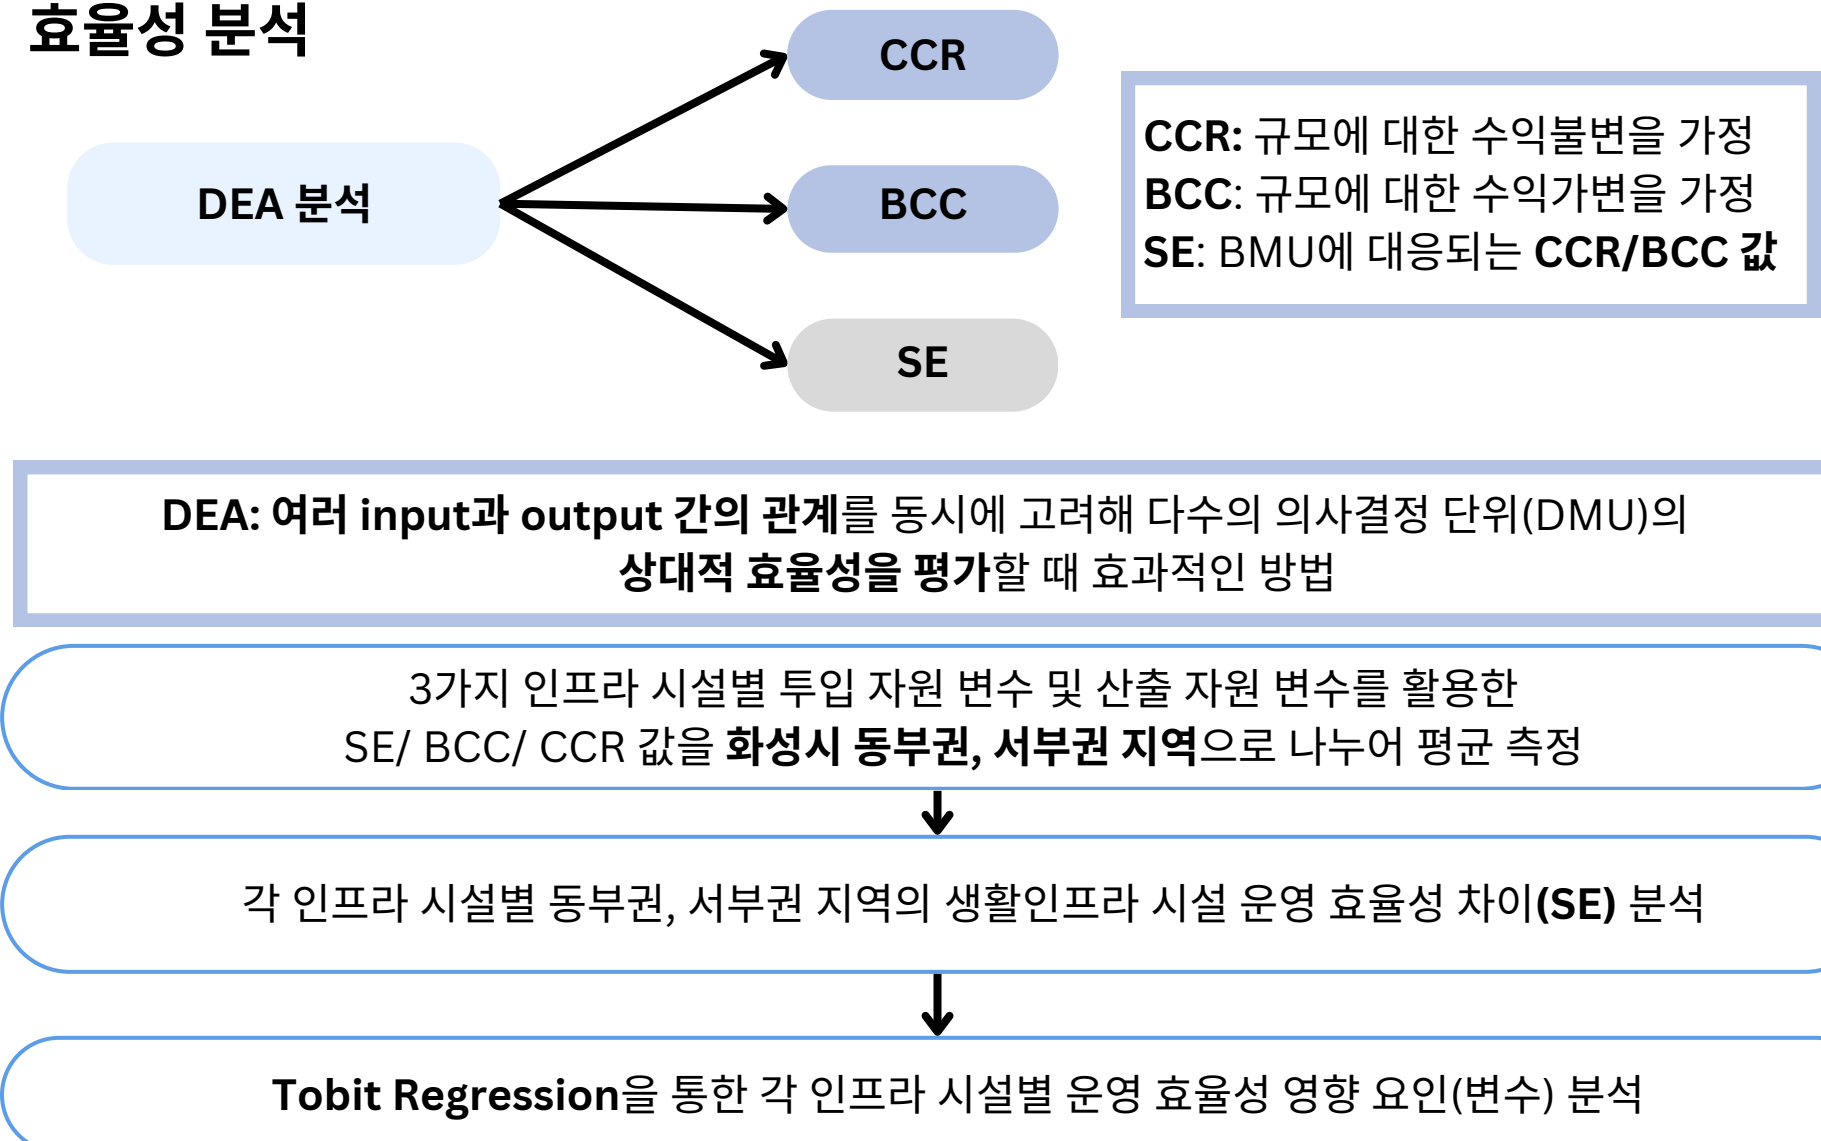 효율성 분석
DEA 분석
CCR
BCC
SE
CCR: 규모에 대한 수익불변을 가정
BCC: 규모에 대한 수익가변을 가정
SE: BMU에 대응되는 CCR/BCC 값
DEA: 여러 input과 output 간의 관계를 동시에 고려해 다수의 의사결정 단위(DMU)의
상대적 효율성을 평가할 때 효과적인 방법
3가지 인프라 시설별 투입 자원 변수 및 산출 자원 변수를 활용한
SE/ BCC/ CCR 값을 화성시 동부권, 서부권 지역으로 나누어 평균 측정
각 인프라 시설별 동부권, 서부권 지역의 생활인프라 시설 운영 효율성 차이(SE) 분석
Tobit Regression을 통한 각 인프라 시설별 운영 효율성 영향 요인(변수) 분석